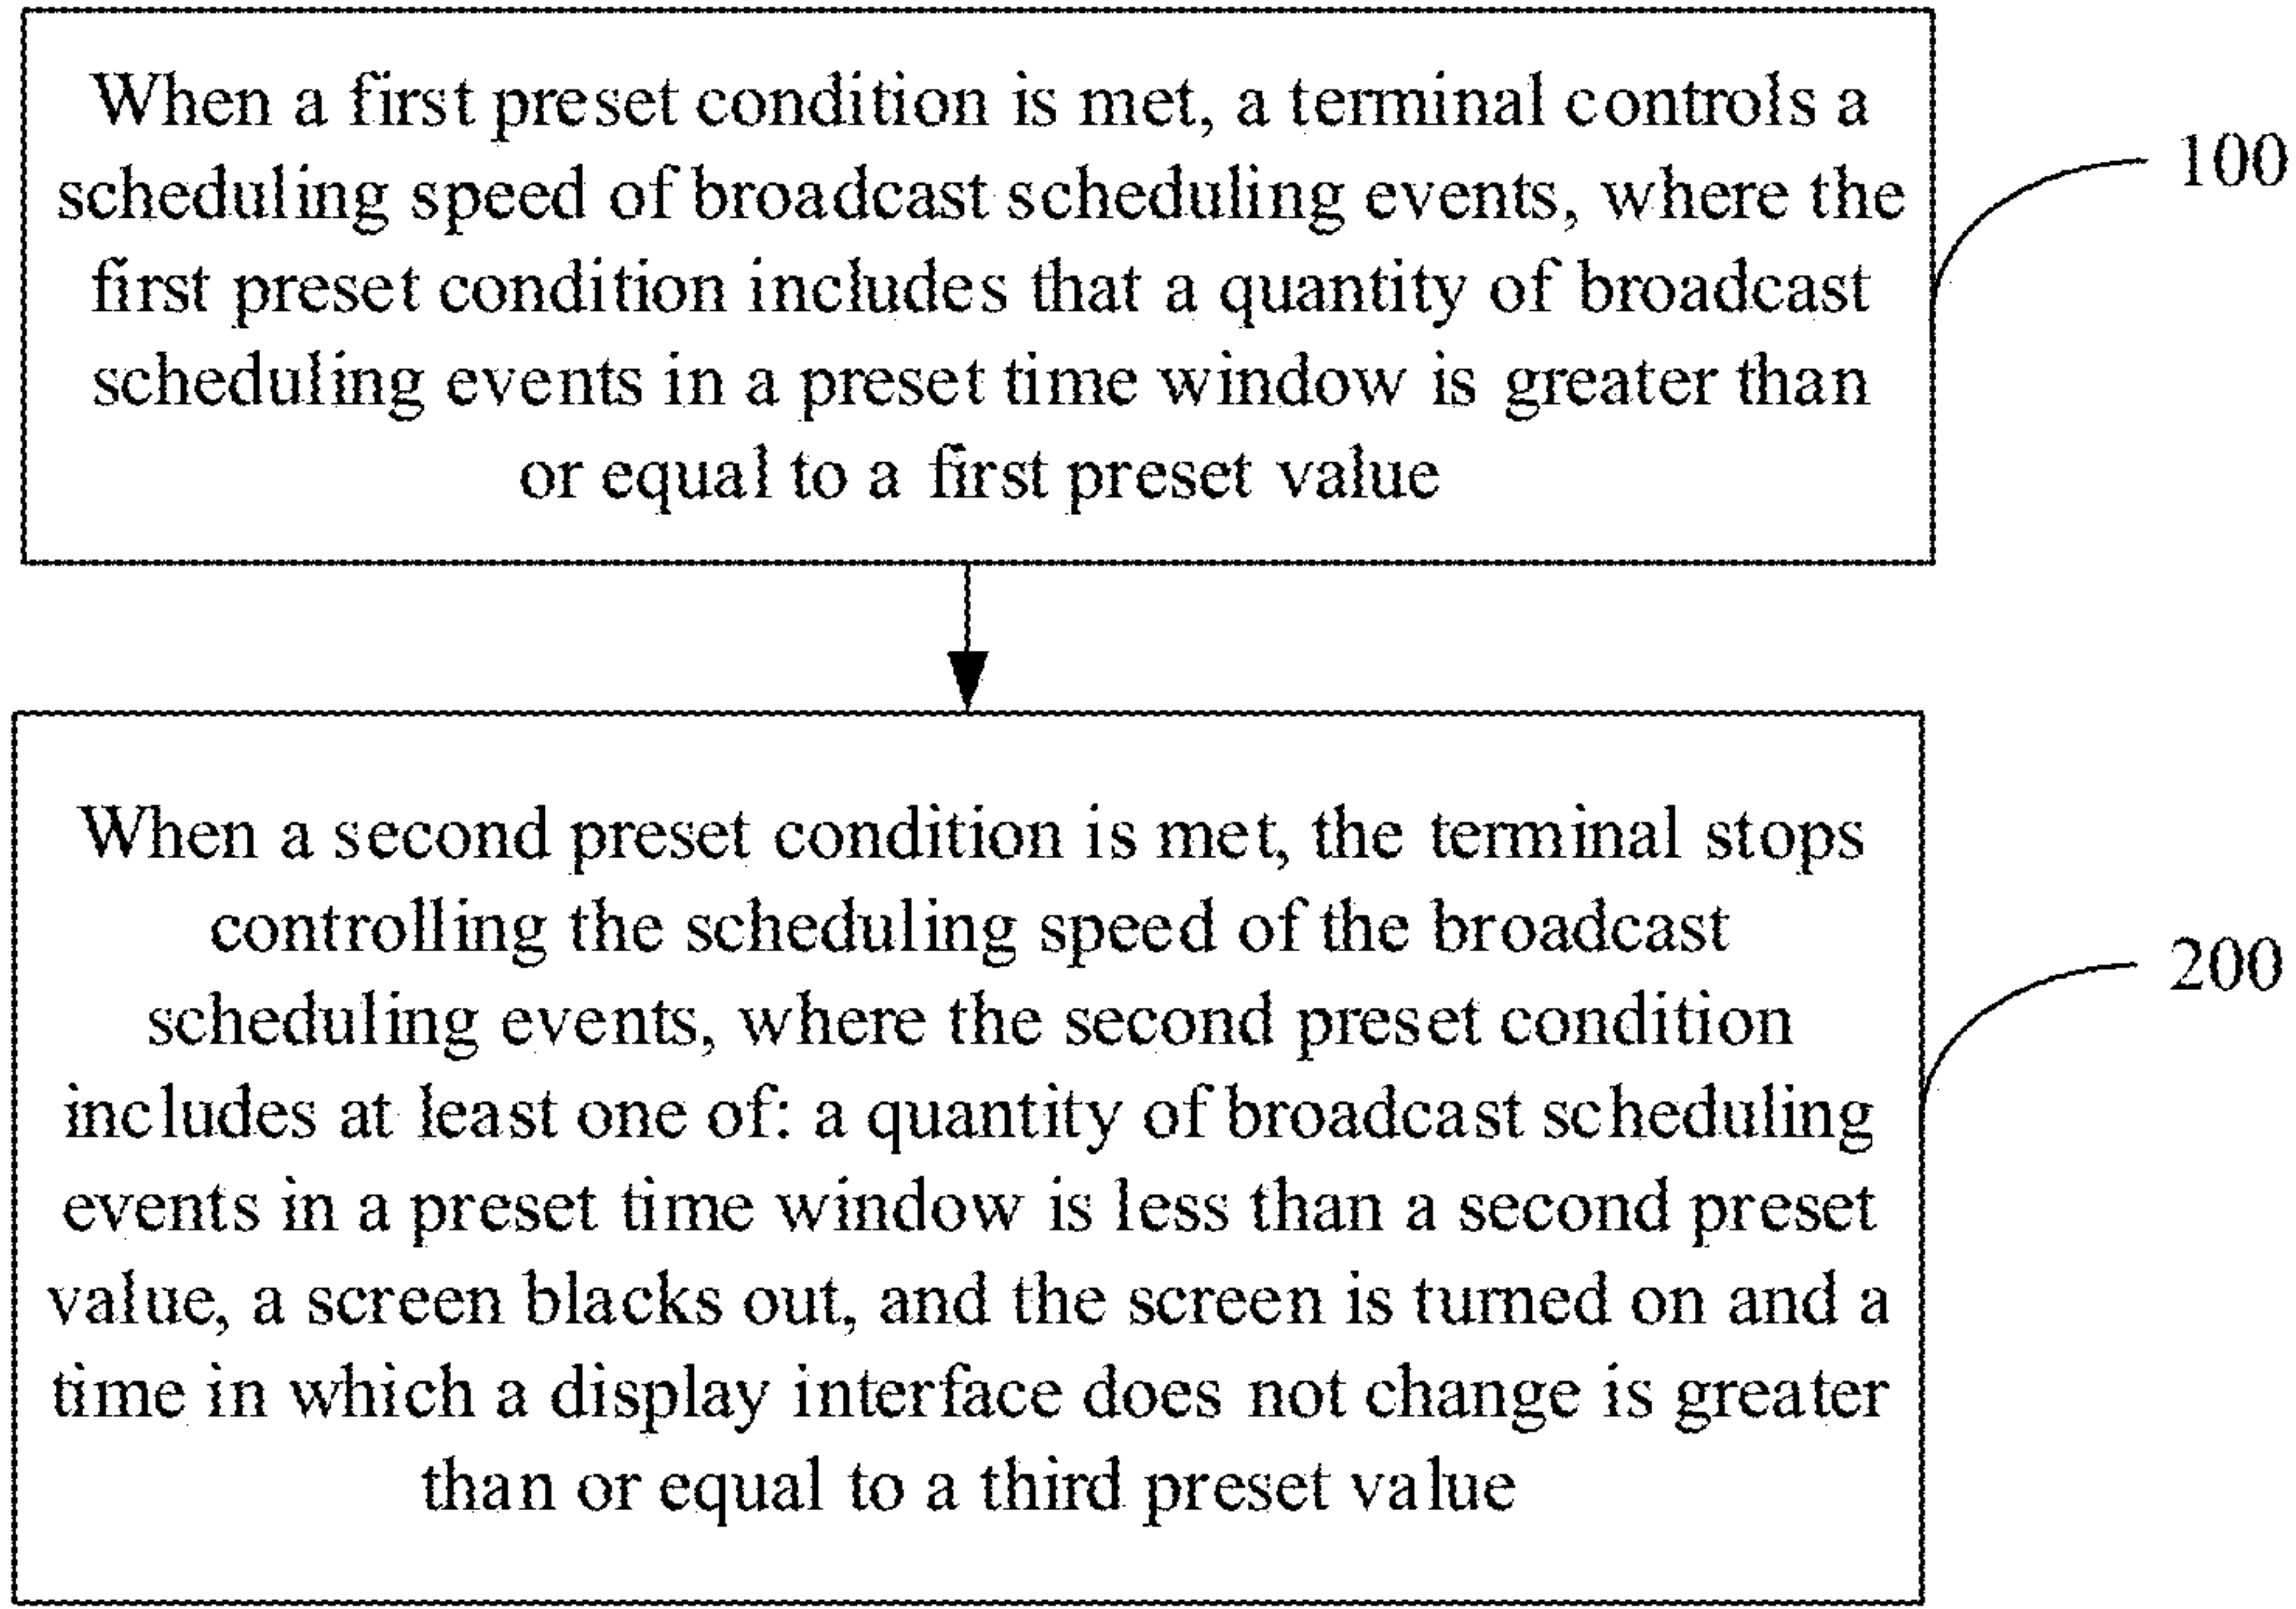 When a first preset condition is met, a terminal controls a
scheduling speed of broadcast scheduling events, where the
first preset condition includes that a quantity of broadcast
scheduling events in a preset time window is greater than
or equal to a first preset value
100
When a second preset condition is met, the terminal stops
controlling the scheduling speed of the broadcast
scheduling events, where the second preset condition
includes at least one of: a quantity of broadcast scheduling
events in a preset time window is less than a second preset
value, a screen blacks out, and the screen is turned on and a
time in which a display interface does not change is greater
than or equal to a third preset value
200